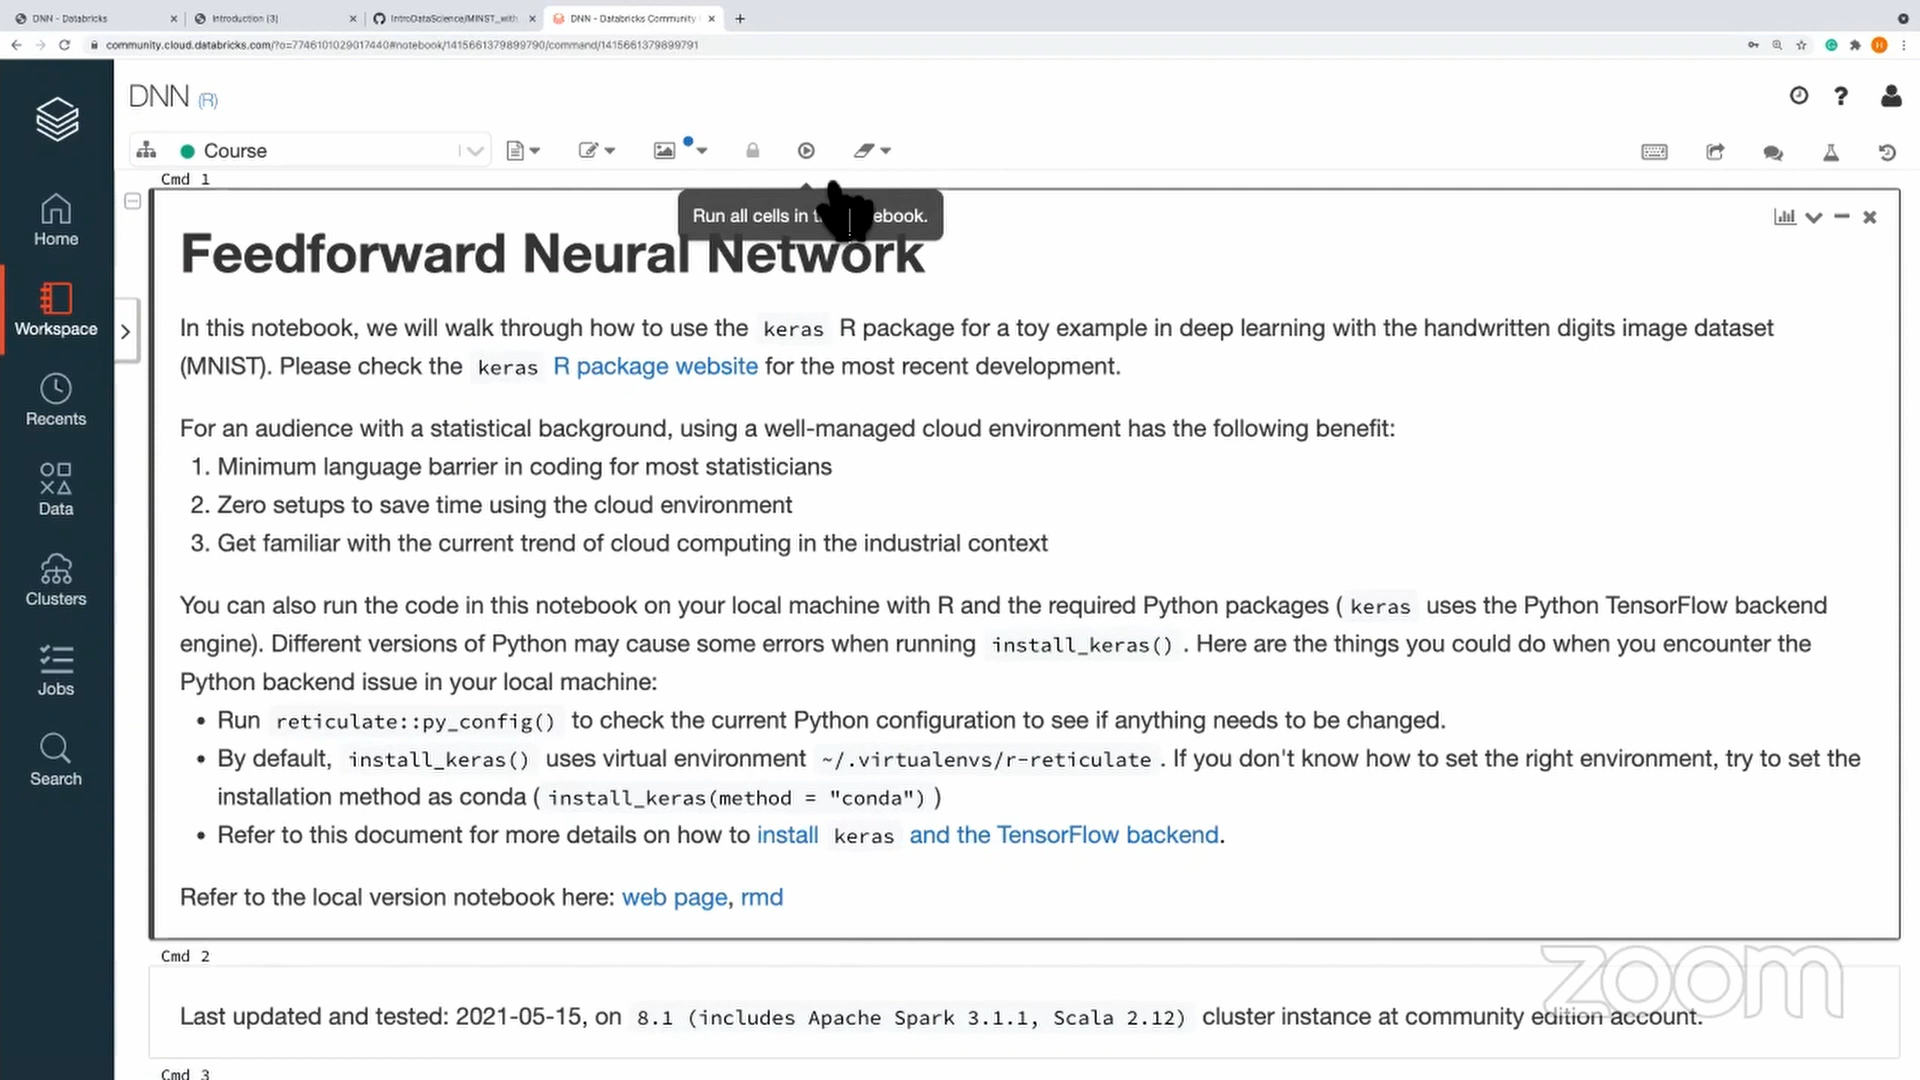 DNN - Databricks
Introduction (3)
IntroDataScience/MINST_with
DNN - Databricks Community
community.cloud.databricks.com/?o=7746101029017440#notebook/1415661379899790/command/1415661379899791
H
DNN (R)
Course
Cmd 1
Run all cells in ebook.
Feedforward Neural Network
In this notebook, we will walk through how to use the keras R package for a toy example in deep learning with the handwritten digits image dataset
(MNIST). Please check the keras R package website for the most recent development.
For an audience with a statistical background, using a well-managed cloud environment has the following benefit:
1. Minimum language barrier in coding for most statisticians
2. Zero setups to save time using the cloud environment
3. Get familiar with the current trend of cloud computing in the industrial context
You can also run the code in this notebook on your local machine with R and the required Python packages ( keras uses the Python TensorFlow backend
engine). Different versions of Python may cause some errors when running install_keras() . Here are the things you could do when you encounter the
Python backend issue in your local machine:
• Run reticulate::py_config() to check the current Python configuration to see if anything needs to be changed.
• By default, install_keras() uses virtual environment ~/.virtualenvs/r-reticulate . If you don't know how to set the right environment, try to set the
installation method as conda ( install_keras(method = "conda") )
• Refer to this document for more details on how to install keras and the TensorFlow backend.
Refer to the local version notebook here: web page, rmd
Cmd 2
Last updated and tested: 2021-05-15, on 8.1 (includes Apache Spark 3.1.1, Scala 2.12) cluster instance at community edition account.
Cmd 3
Home
Workspace
Recents
Data
Clusters
Jobs
Search
zoom